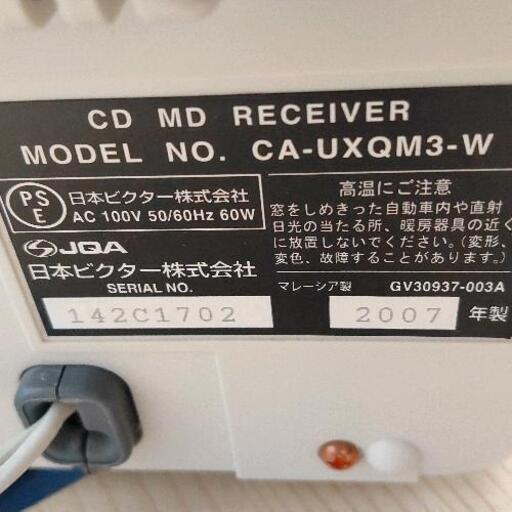 CD MD RECEIVER
MODEL NO. CA-UXQM3-W
PSE 日本ビクター株式会社
AC 100V 50/60Hz 60W
JQA
日本ビクター株式会社
SERIAL NO.
142C1702
高温にご注意
窓をしめきった自動車内や直射
日光の当たる所、暖房器具の近く
に放置しないでください。(変形、
変色、故障することがあります。)
マレーシア製 GV30937-003A
2007 年製